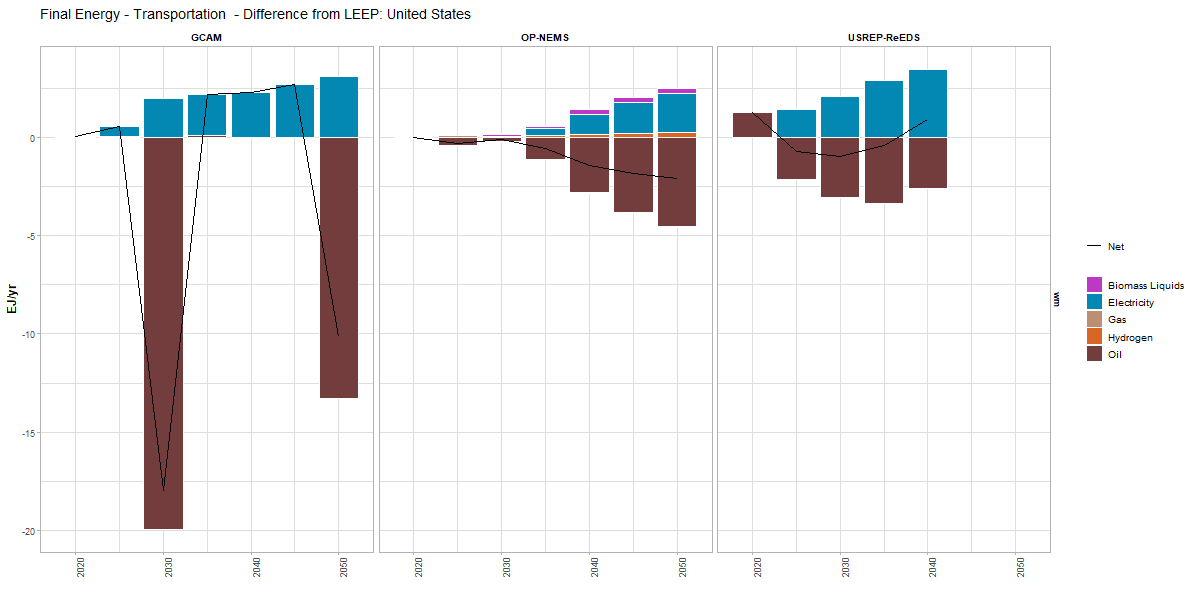 Final Energy - Transportation  - Difference from LEEP: United States
GCAM
OP-NEMS
USREP-ReEDS
EJ/yr
0
-5
-10
-15
-20
2020
2030
2040
2050
2020
2030
2040
2050
2020
2030
2040
2050
wm
Net
Biomass Liquids
Electricity
Gas
Hydrogen
Oil